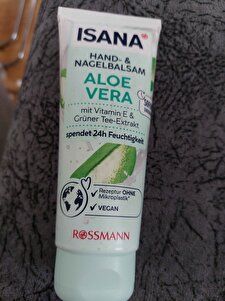 ISANA
HAND- &
NAGELBALSAM
ALOE
VERA
mit Vitamin E &
Grüner Tee-Extrakt
spendet 24h Feuchtigkeit
Rezeptur OHNE
Mikroplastik*
VEGAN
ROSSMANN